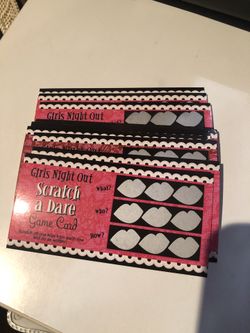 Girls Night Out
Girls Night Out
Scratch
a Dare
Game Card
What?
Who?
How?